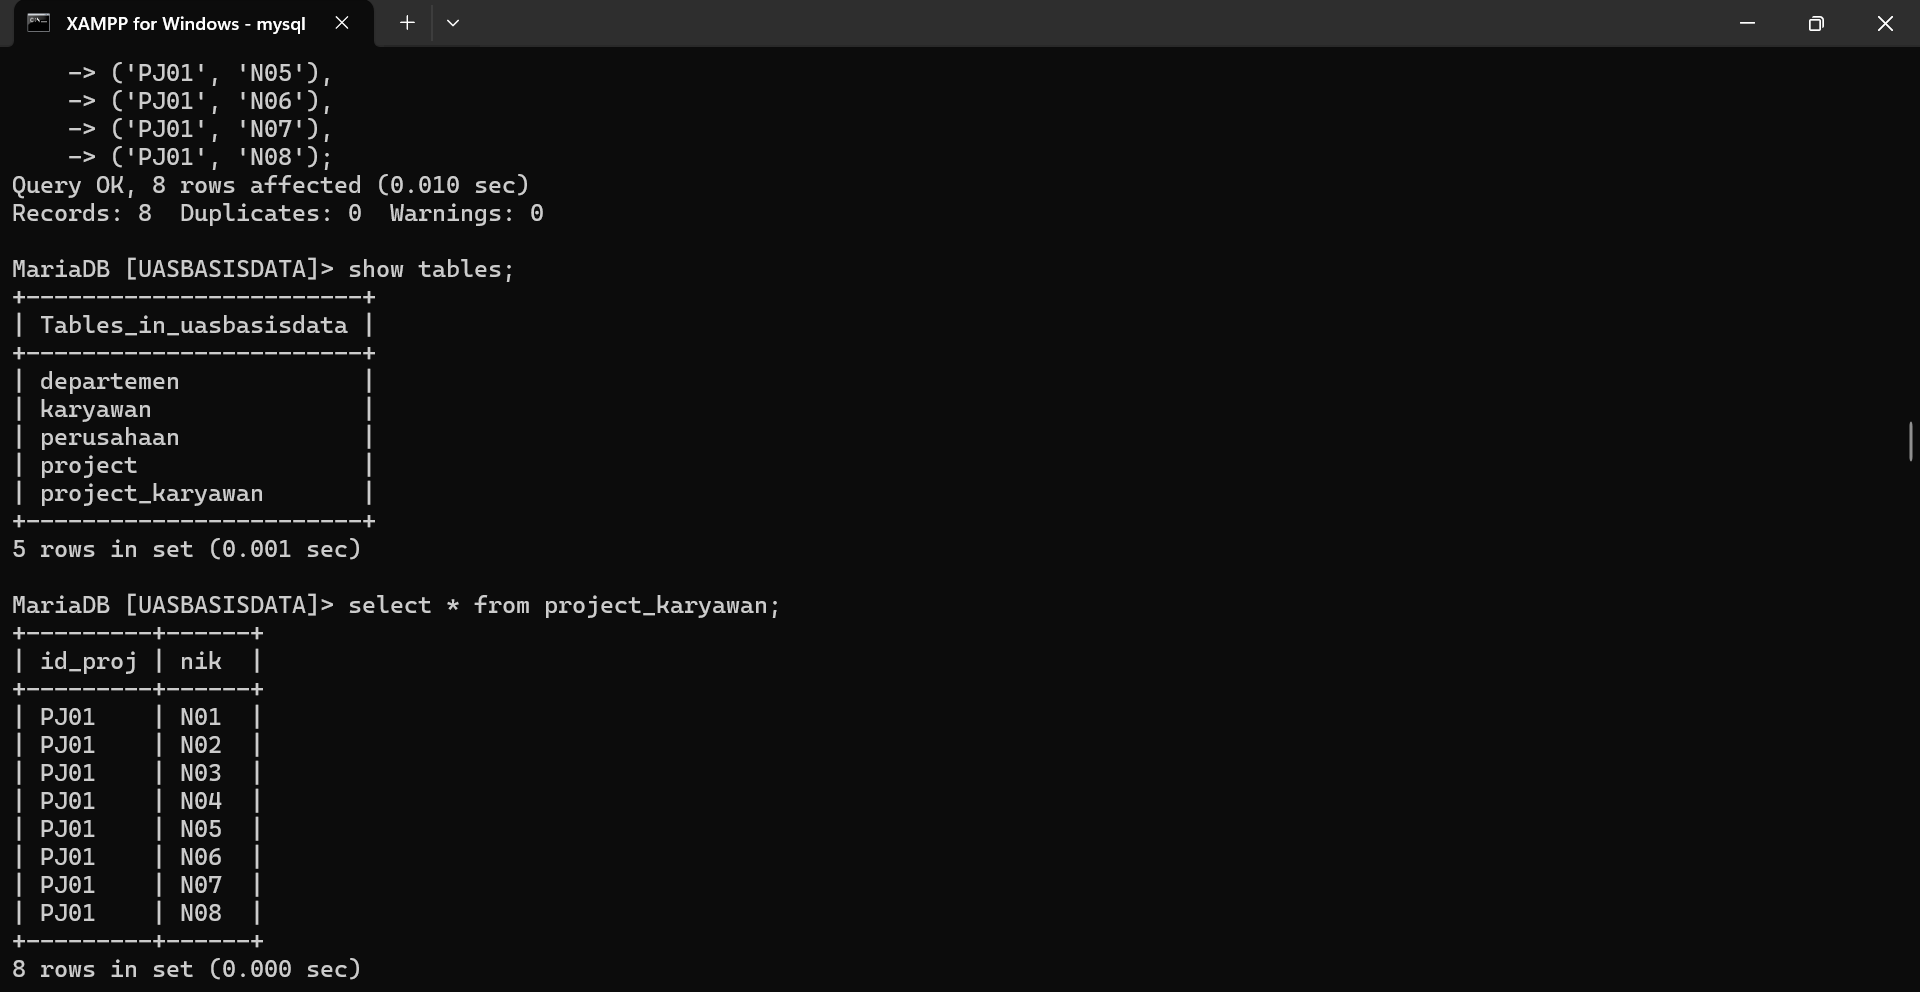 XAMPP for Windows - mysql
    -> ('PJ01', 'N05'),
    -> ('PJ01', 'N06'),
    -> ('PJ01', 'N07'),
    -> ('PJ01', 'N08');
Query OK, 8 rows affected (0.010 sec)
Records: 8  Duplicates: 0  Warnings: 0
MariaDB [UASBASISDATA]> show tables;
+------------------------+
| Tables_in_uasbasisdata |
+------------------------+
| departemen             |
| karyawan               |
| perusahaan             |
| project                |
| project_karyawan       |
+------------------------+
5 rows in set (0.001 sec)
MariaDB [UASBASISDATA]> select * from project_karyawan;
+---------+------+
| id_proj | nik  |
+---------+------+
| PJ01    | N01  |
| PJ01    | N02  |
| PJ01    | N03  |
| PJ01    | N04  |
| PJ01    | N05  |
| PJ01    | N06  |
| PJ01    | N07  |
| PJ01    | N08  |
+---------+------+
8 rows in set (0.000 sec)